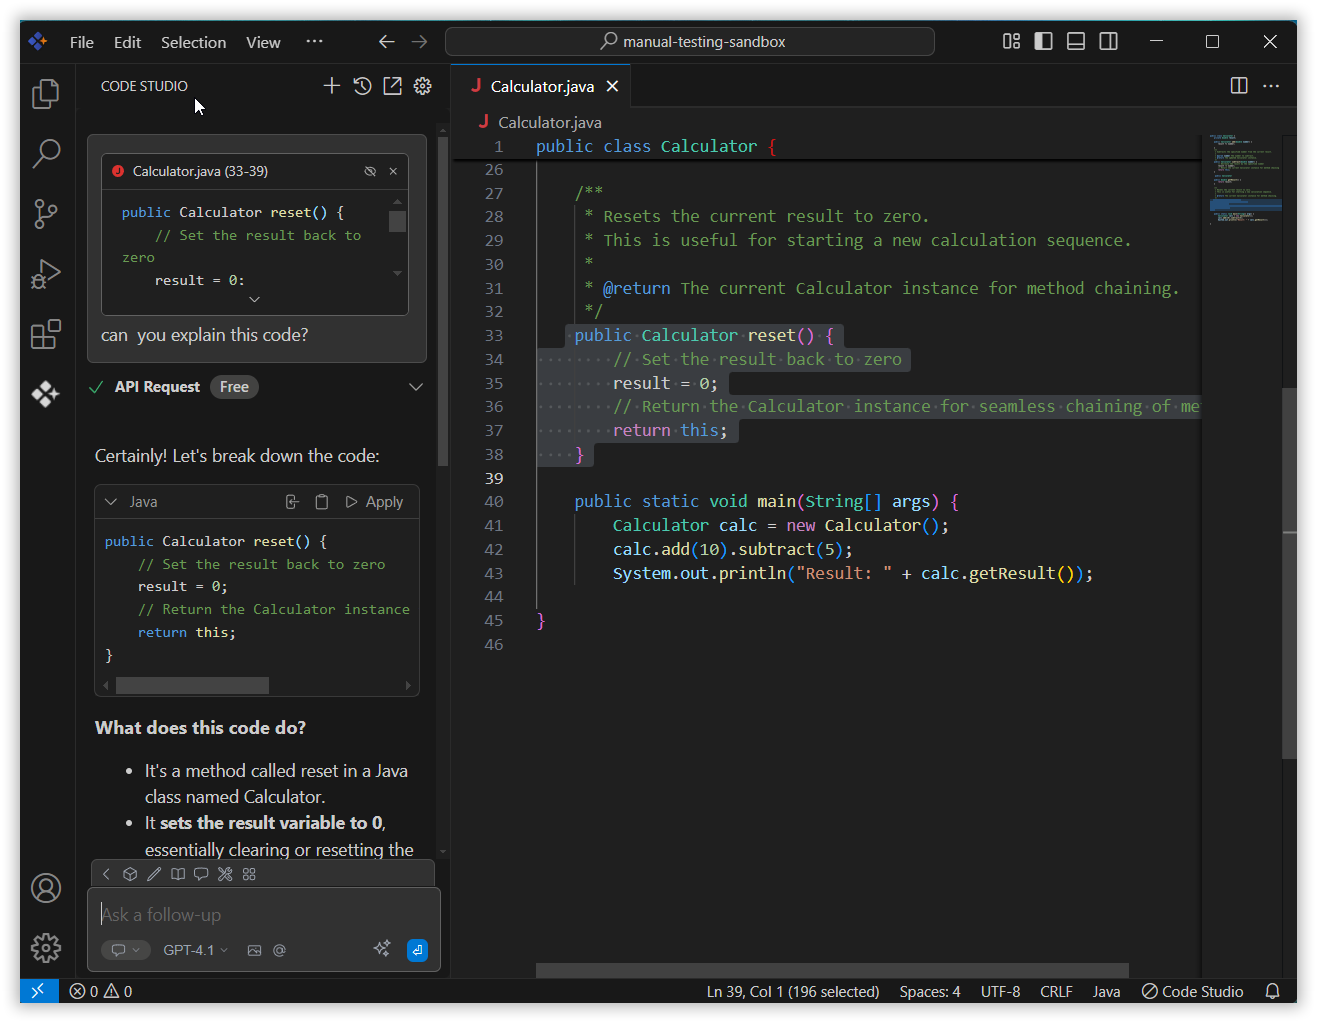 File Edit Selection View ···
manual-testing-sandbox
CODE STUDIO
Calculator.java (33-39)
public Calculator reset() {
// Set the result back to
zero
result = 0:
can  you explain this code?
API Request Free
Certainly! Let's break down the code:
Java
Apply
public Calculator reset() {
// Set the result back to zero
result = 0;
// Return the Calculator instance
return this;
}
What does this code do?
• It's a method called reset in a Java
class named Calculator.
• It sets the result variable to 0,
essentially clearing or resetting the
Ask a follow-up
GPT-4.1
J Calculator.java
J Calculator.java
1 public class Calculator {
26
27 /**
28 * Resets the current result to zero.
29 * This is useful for starting a new calculation sequence.
30 *
31 * @return The current Calculator instance for method chaining.
32 */
33 public Calculator reset() {
34 // Set the result back to zero
35 result = 0;
36 // Return the Calculator instance for seamless chaining of me
37 return this;
38 }
39
40 public static void main(String[] args) {
41 Calculator calc = new Calculator();
42 calc.add(10).subtract(5);
43 System.out.println("Result: " + calc.getResult());
44
45 }
46
0 0
Ln 39, Col 1 (196 selected) Spaces: 4 UTF-8 CRLF Java Code Studio